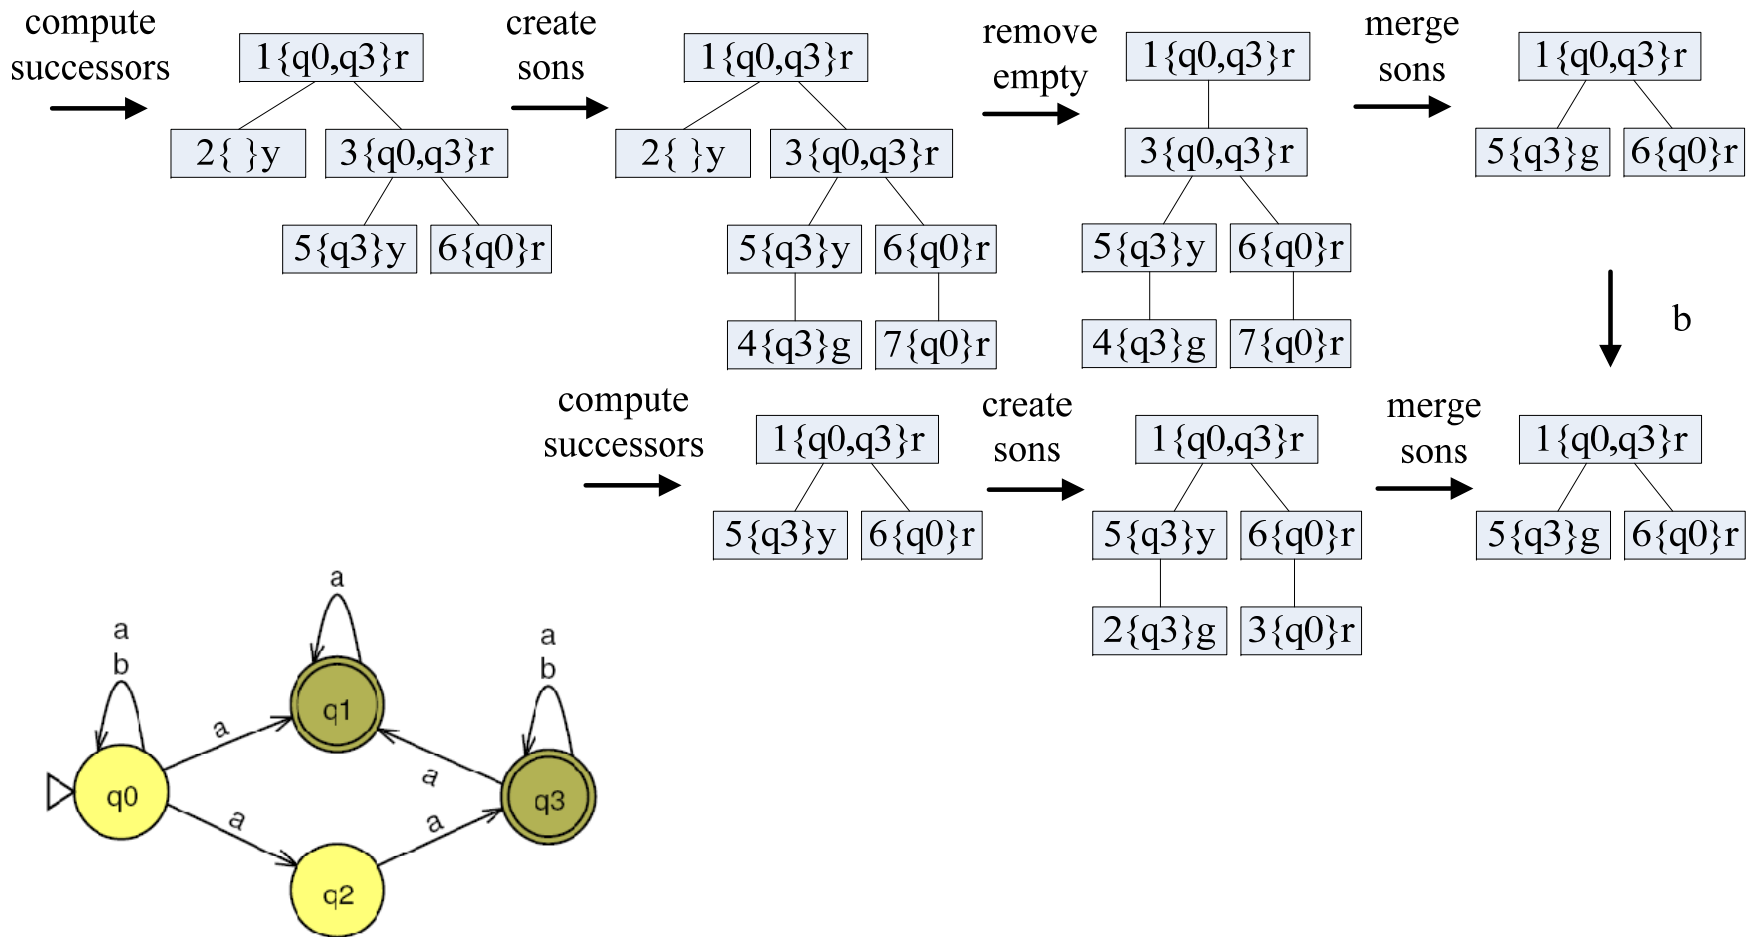 compute
successors
1{q0,q3}r
2{ }y
3{q0,q3}r
5{q3}y
6{q0}r
create
sons
1{q0,q3}r
2{ }y
3{q0,q3}r
5{q3}y
6{q0}r
4{q3}g
7{q0}r
remove
empty
1{q0,q3}r
3{q0,q3}r
5{q3}y
6{q0}r
4{q3}g
7{q0}r
merge
sons
1{q0,q3}r
5{q3}g
6{q0}r
b
compute
successors
1{q0,q3}r
5{q3}y
6{q0}r
create
sons
1{q0,q3}r
5{q3}y
6{q0}r
2{q3}g
3{q0}r
merge
sons
1{q0,q3}r
5{q3}g
6{q0}r
a
b
a
a
b
a
q1
a
q0
q3
a
a
q2